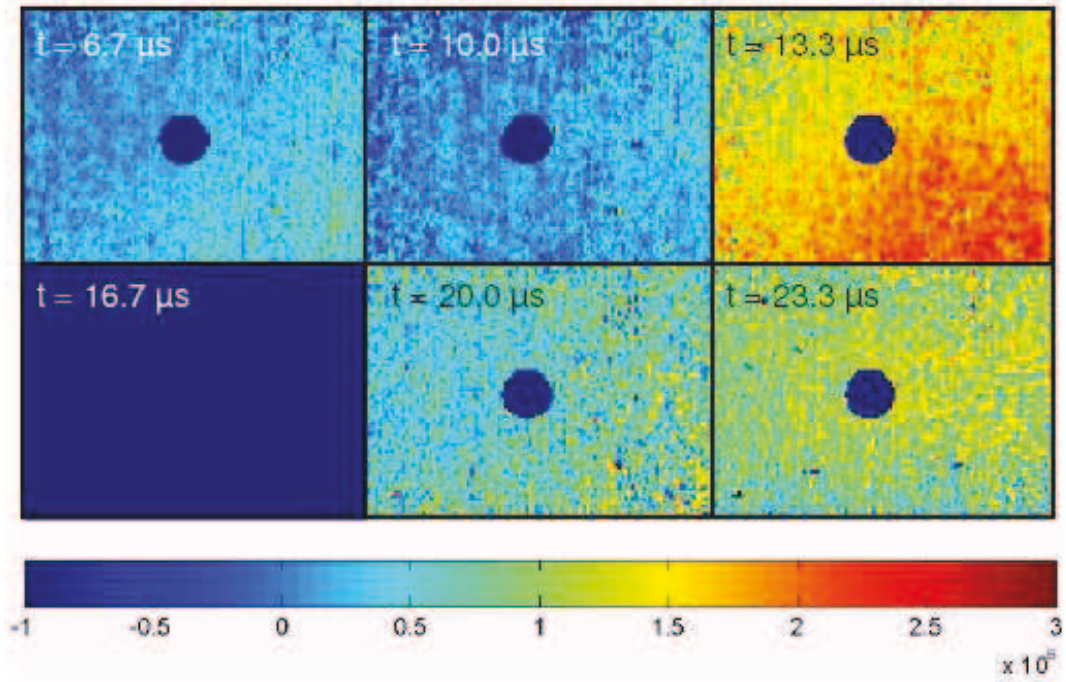 t = 6.7 µs
t = 10.0 µs
t = 13.3 µs
t = 16.7 µs
t = 20.0 µs
t = 23.3 µs
-1 -0.5 0 0.5 1 1.5 2 2.5 3
x 10